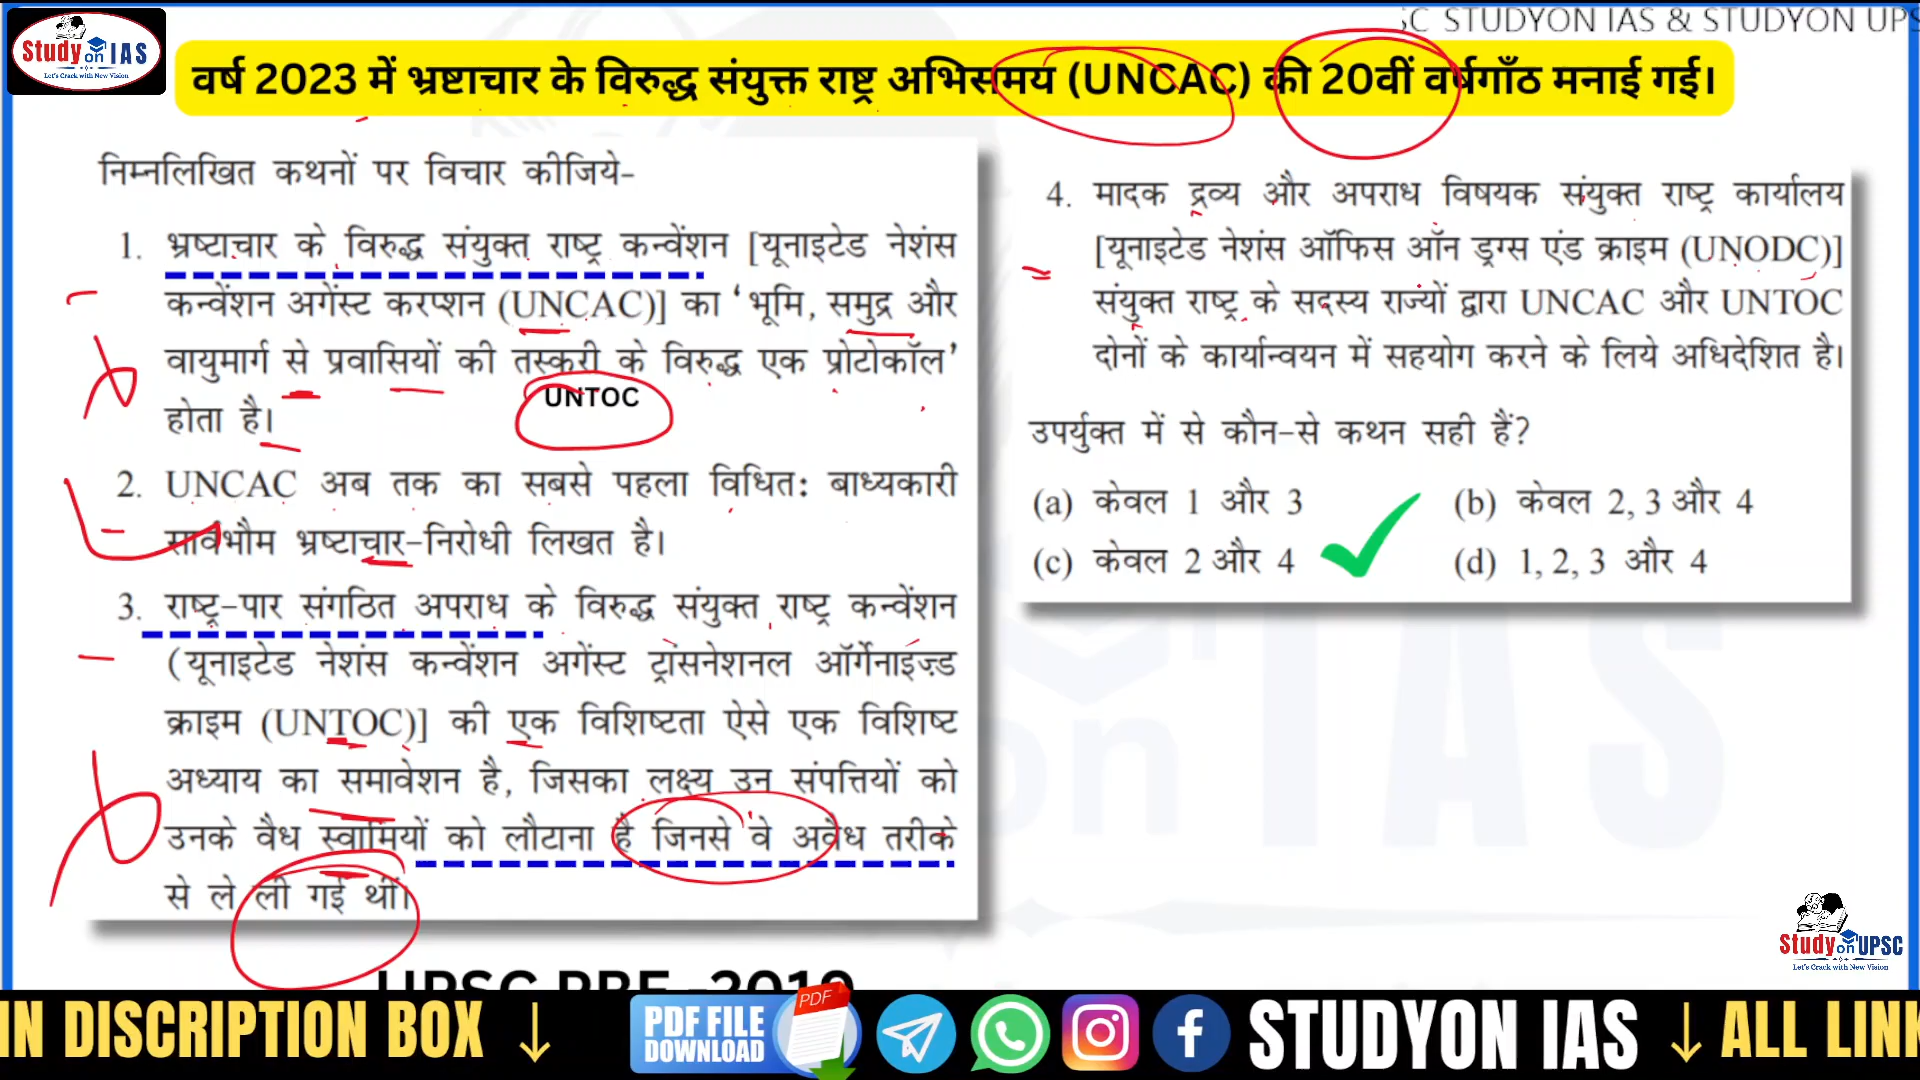 SC STUDYON IAS & STUDYON UPS
Study on IAS
Let's Crack with New Vision
वर्ष 2023 में भ्रष्टाचार के विरुद्ध संयुक्त राष्ट्र अभिसमय (UNCAC) की 20वीं वर्षगाँठ मनाई गई।
निम्नलिखित कथनों पर विचार कीजिये-
1. भ्रष्टाचार के विरुद्ध संयुक्त राष्ट्र कन्वेंशन [यूनाइटेड नेशंस
कन्वेंशन अगेंस्ट करप्शन (UNCAC)] का ‘भूमि, समुद्र और
वायुमार्ग से प्रवासियों की तस्करी के विरुद्ध एक प्रोटोकॉल’
UNTOC
होता है।
2. UNCAC अब तक का सबसे पहला विधित: बाध्यकारी
सार्वभौम भ्रष्टाचार-निरोधी लिखत है।
3. राष्ट्र-पार संगठित अपराध के विरुद्ध संयुक्त राष्ट्र कन्वेंशन
(यूनाइटेड नेशंस कन्वेंशन अगेंस्ट ट्रांसनेशनल ऑर्गेनाइज़्ड
क्राइम (UNTOC)] की एक विशिष्टता ऐसे एक विशिष्ट
अध्याय का समावेशन है, जिसका लक्ष्य उन संपत्तियों को
उनके वैध स्वामियों को लौटाना है जिनसे वे अवैध तरीके
से ले ली गई थीं।
4. मादक द्रव्य और अपराध विषयक संयुक्त राष्ट्र कार्यालय
[यूनाइटेड नेशंस ऑफिस ऑन ड्रग्स एंड क्राइम (UNODC)]
संयुक्त राष्ट्र के सदस्य राज्यों द्वारा UNCAC और UNTOC
दोनों के कार्यान्वयन में सहयोग करने के लिये अधिदेशित है।
उपर्युक्त में से कौन-से कथन सही हैं?
(a) केवल 1 और 3 (b) केवल 2, 3 और 4
(c) केवल 2 और 4 (d) 1, 2, 3 और 4
Study on UPSC
Let's Crack with New Vision
UPSC PRE -2019
IN DISCRIPTION BOX ↓ PDF FILE DOWNLOAD PDF STUDYON IAS ↓ ALL LINK